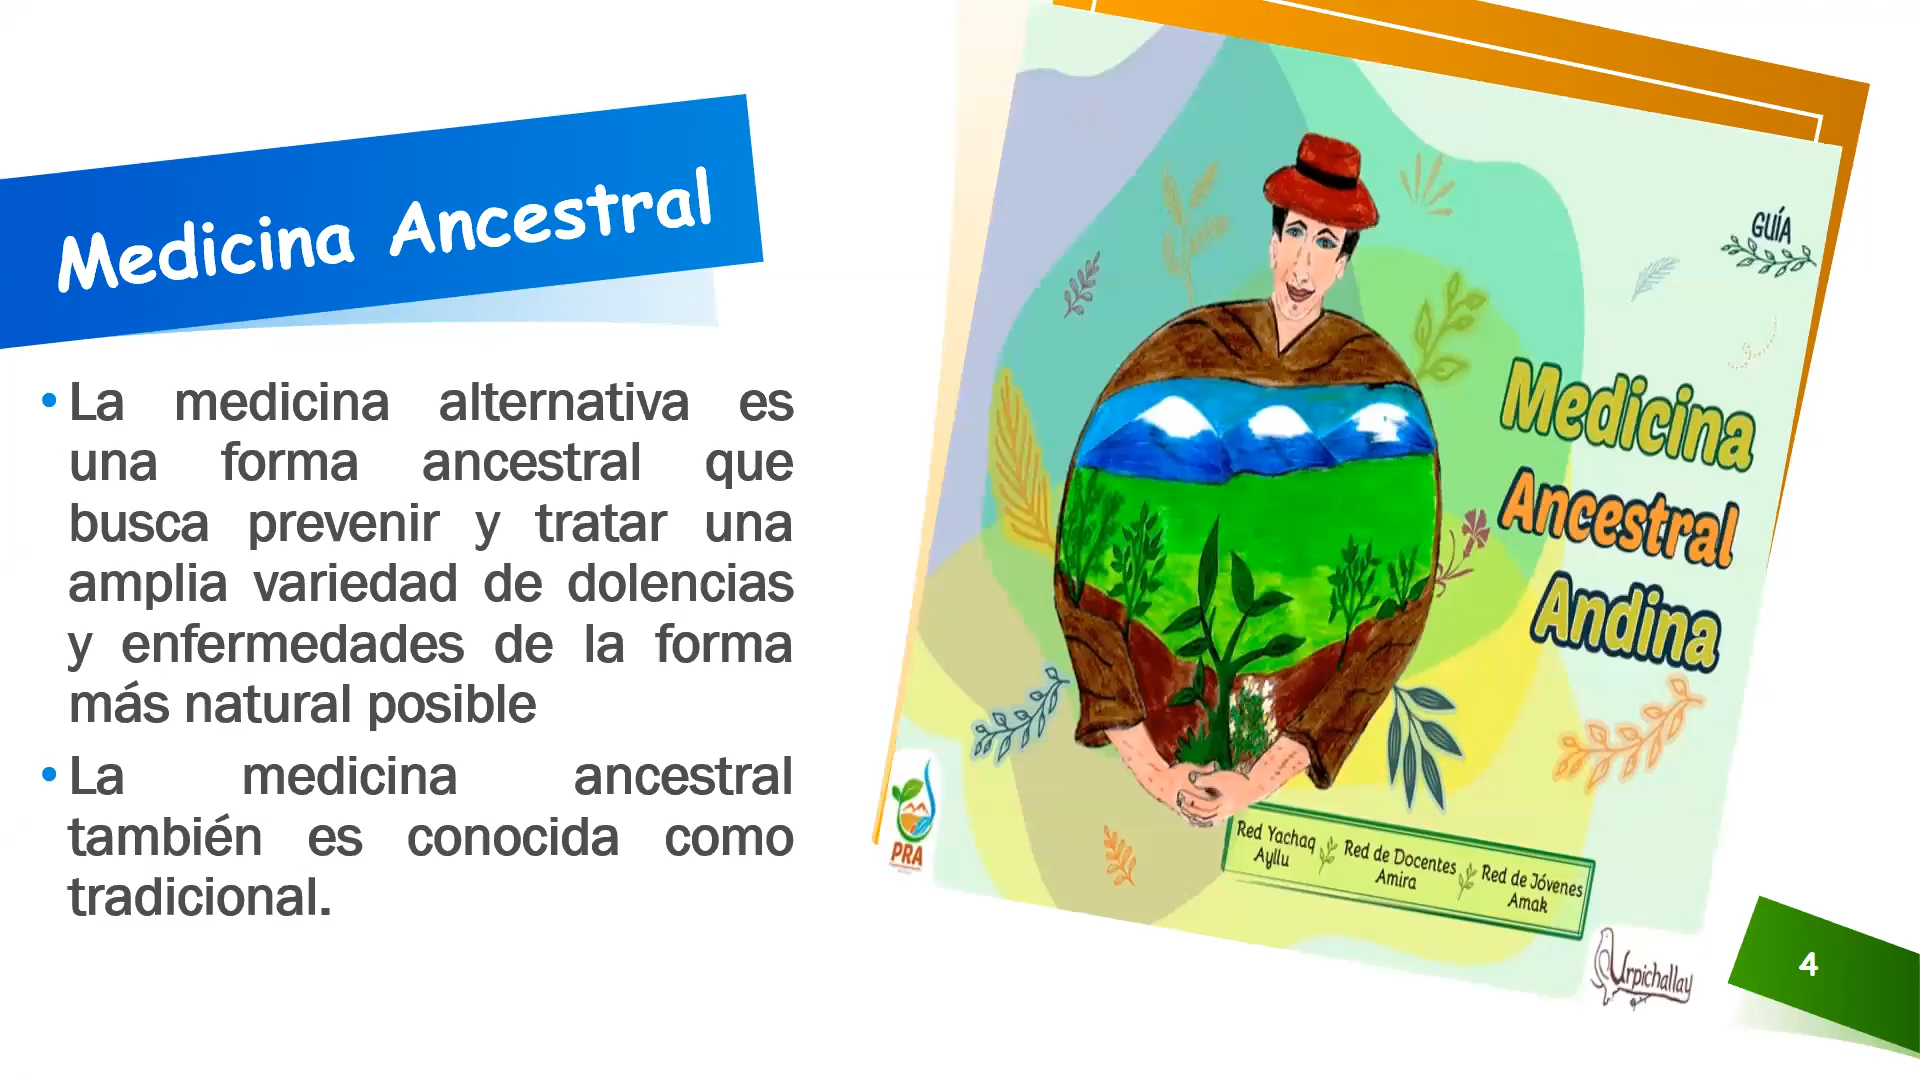 Medicina Ancestral
• La medicina alternativa es
una forma ancestral que
busca prevenir y tratar una
amplia variedad de dolencias
y enfermedades de la forma
más natural posible
• La medicina ancestral
también es conocida como
tradicional.
GUÍA
Medicina
Ancestral
Andina
PRA
Red Yachaq
Ayllu
Red de Docentes
Amira
Red de Jóvenes
Amak
Urpichallay
4